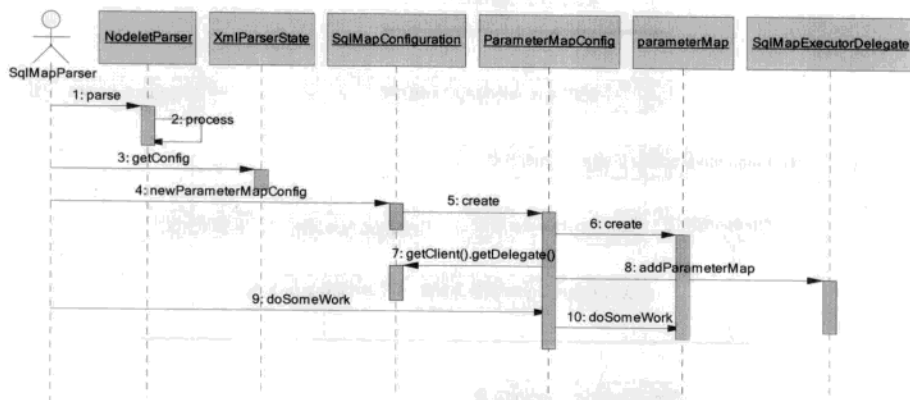 NodeletParser
XmlParserState
SqlMapConfiguration
ParameterMapConfig
parameterMap
SqlMapExecutorDelegate
SqlMapParser
1: parse
2: process
3: getConfig
4: newParameterMapConfig
5: create
6: create
7: getClient().getDelegate()
8: addParameterMap
9: doSomeWork
10: doSomeWork